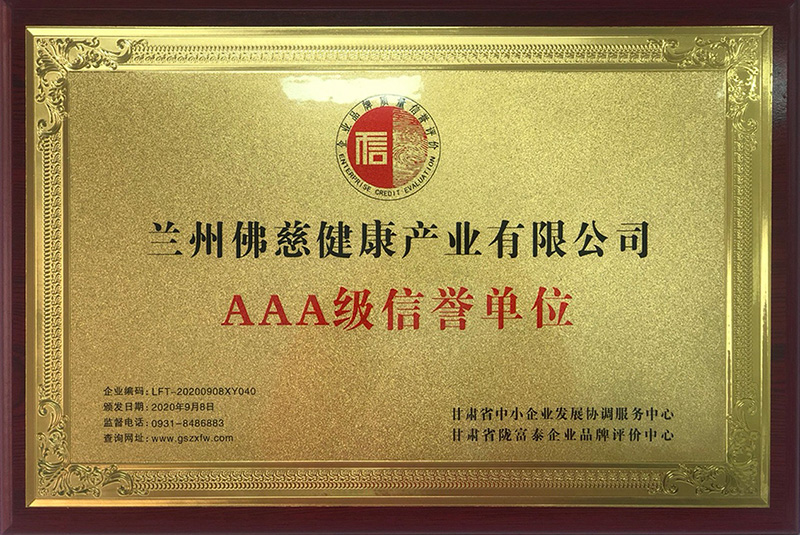 企业品牌质量信誉评价
信
ENTERPRISE CREDIT EVALUATION
兰州佛慈健康产业有限公司
AAA级信誉单位
企业编码：LFT-20200908XY040
颁发日期：2020年9月8日
监督电话：0931-8486883
查询网址：www.gszxfw.com
甘肃省中小企业发展协调服务中心
甘肃省陇富泰企业品牌评价中心